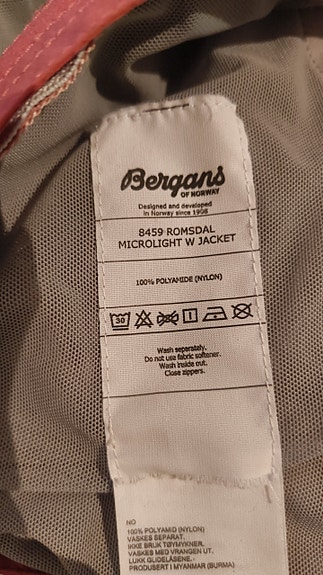 Bergans
OF NORWAY
Designed and developed
in Norway since 1908
8459 ROMSDAL
MICROLIGHT W JACKET
100% POLYAMIDE (NYLON)
30
Wash separately.
Do not use fabric softener.
Wash inside out.
Close zippers.
NO
100% POLYAMID (NYLON)
VASKES SEPARAT.
IKKE BRUK TØYMYKNER.
VASKES MED VRANGEN UT.
LUKK GLIDELÅSENE.
PRODUSERT I MYANMAR (BURMA)